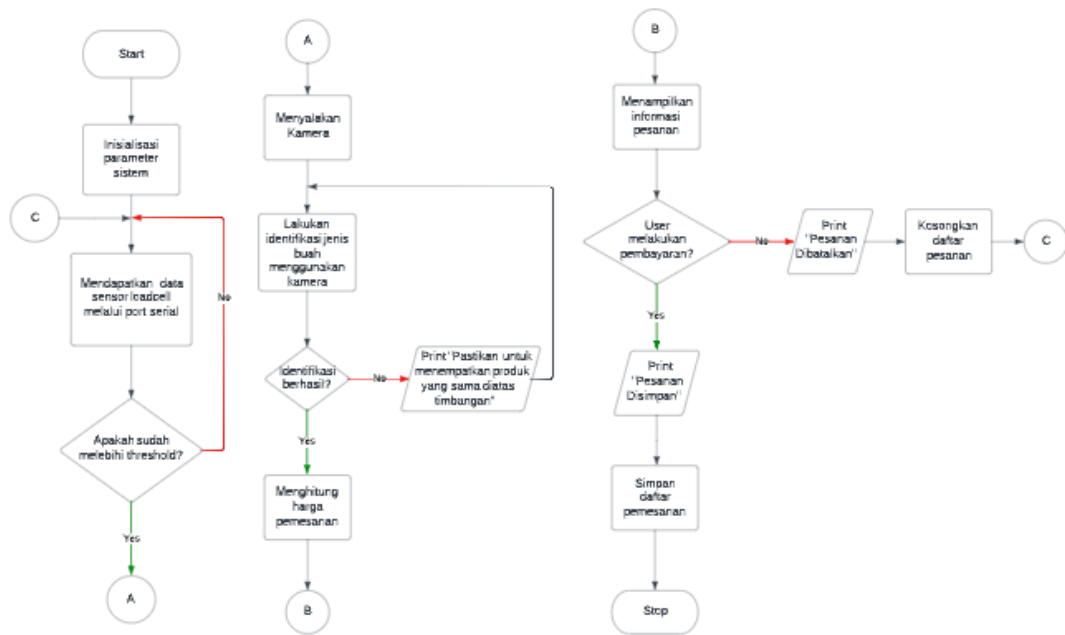 Start
Inisialisasi
parameter
sistem
C
Mendapatkan data
sensor loadcell
melalui port serial
No
Apakah sudah
melebihi threshold?
Yes
A
A
Menyalakan
Kamera
Lakukan
identifikasi jenis
buah
menggunakan
kamera
Identifikasi
berhasil?
No
Print "Pastikan untuk
menempatkan produk
yang sama diatas
timbangan"
Yes
Menghitung
harga
pemesanan
B
B
Menampilkan
informasi
pesanan
User
melakukan
pembayaran?
No
Print
"Pesanan
Dibatalkan"
Kosongkan
daftar
pesanan
C
Yes
Print
"Pesanan
Disimpan"
Simpan
daftar
pemesanan
Stop